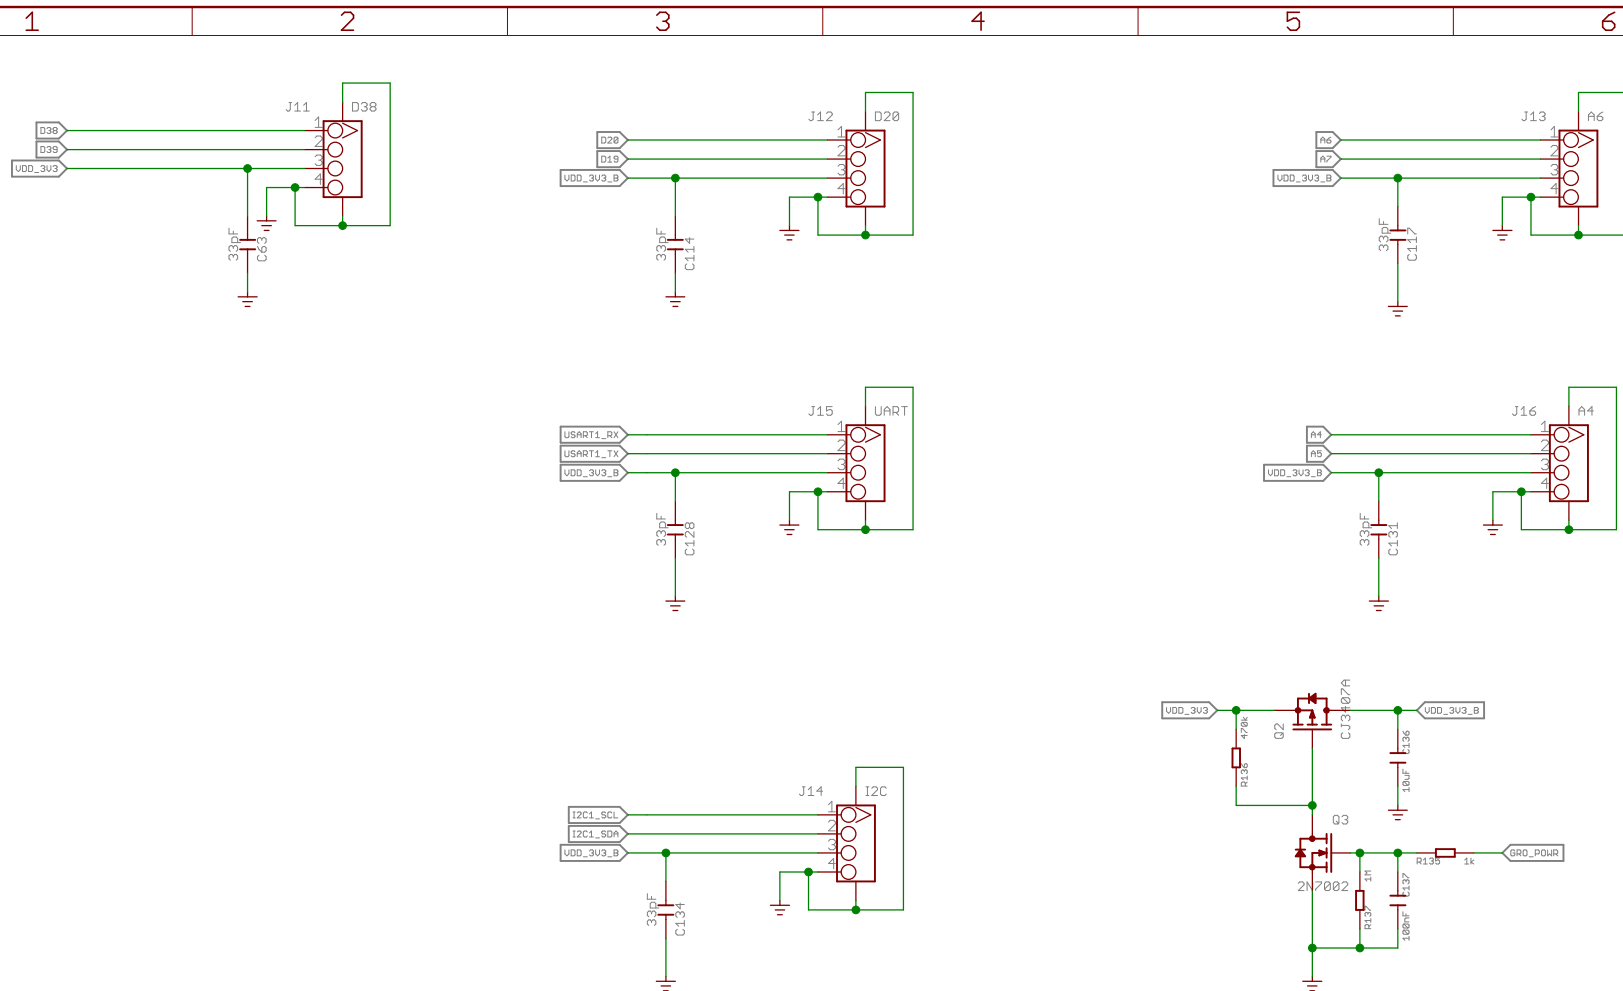 1 2 3 4 5 6
J11 D38
D38 1
D39 2
VDD_3V3 3
4
33pF C63
J12 D20
D20 1
D19 2
VDD_3V3_B 3
4
33pF C114
J13 A6
A6 1
A7 2
VDD_3V3_B 3
4
33pF C117
J15 UART
USART1_RX 1
USART1_TX 2
VDD_3V3_B 3
4
33pF C128
J16 A4
A4 1
A5 2
VDD_3V3_B 3
4
33pF C131
J14 I2C
I2C1_SCL 1
I2C1_SDA 2
VDD_3V3_B 3
4
33pF C134
VDD_3V3
470k
R136
Q2
CJ3407A
VDD_3V3_B
C136
10uF
Q3
2N7002
R135 1k
GRO_POWR
1M
R137
C137
100nF